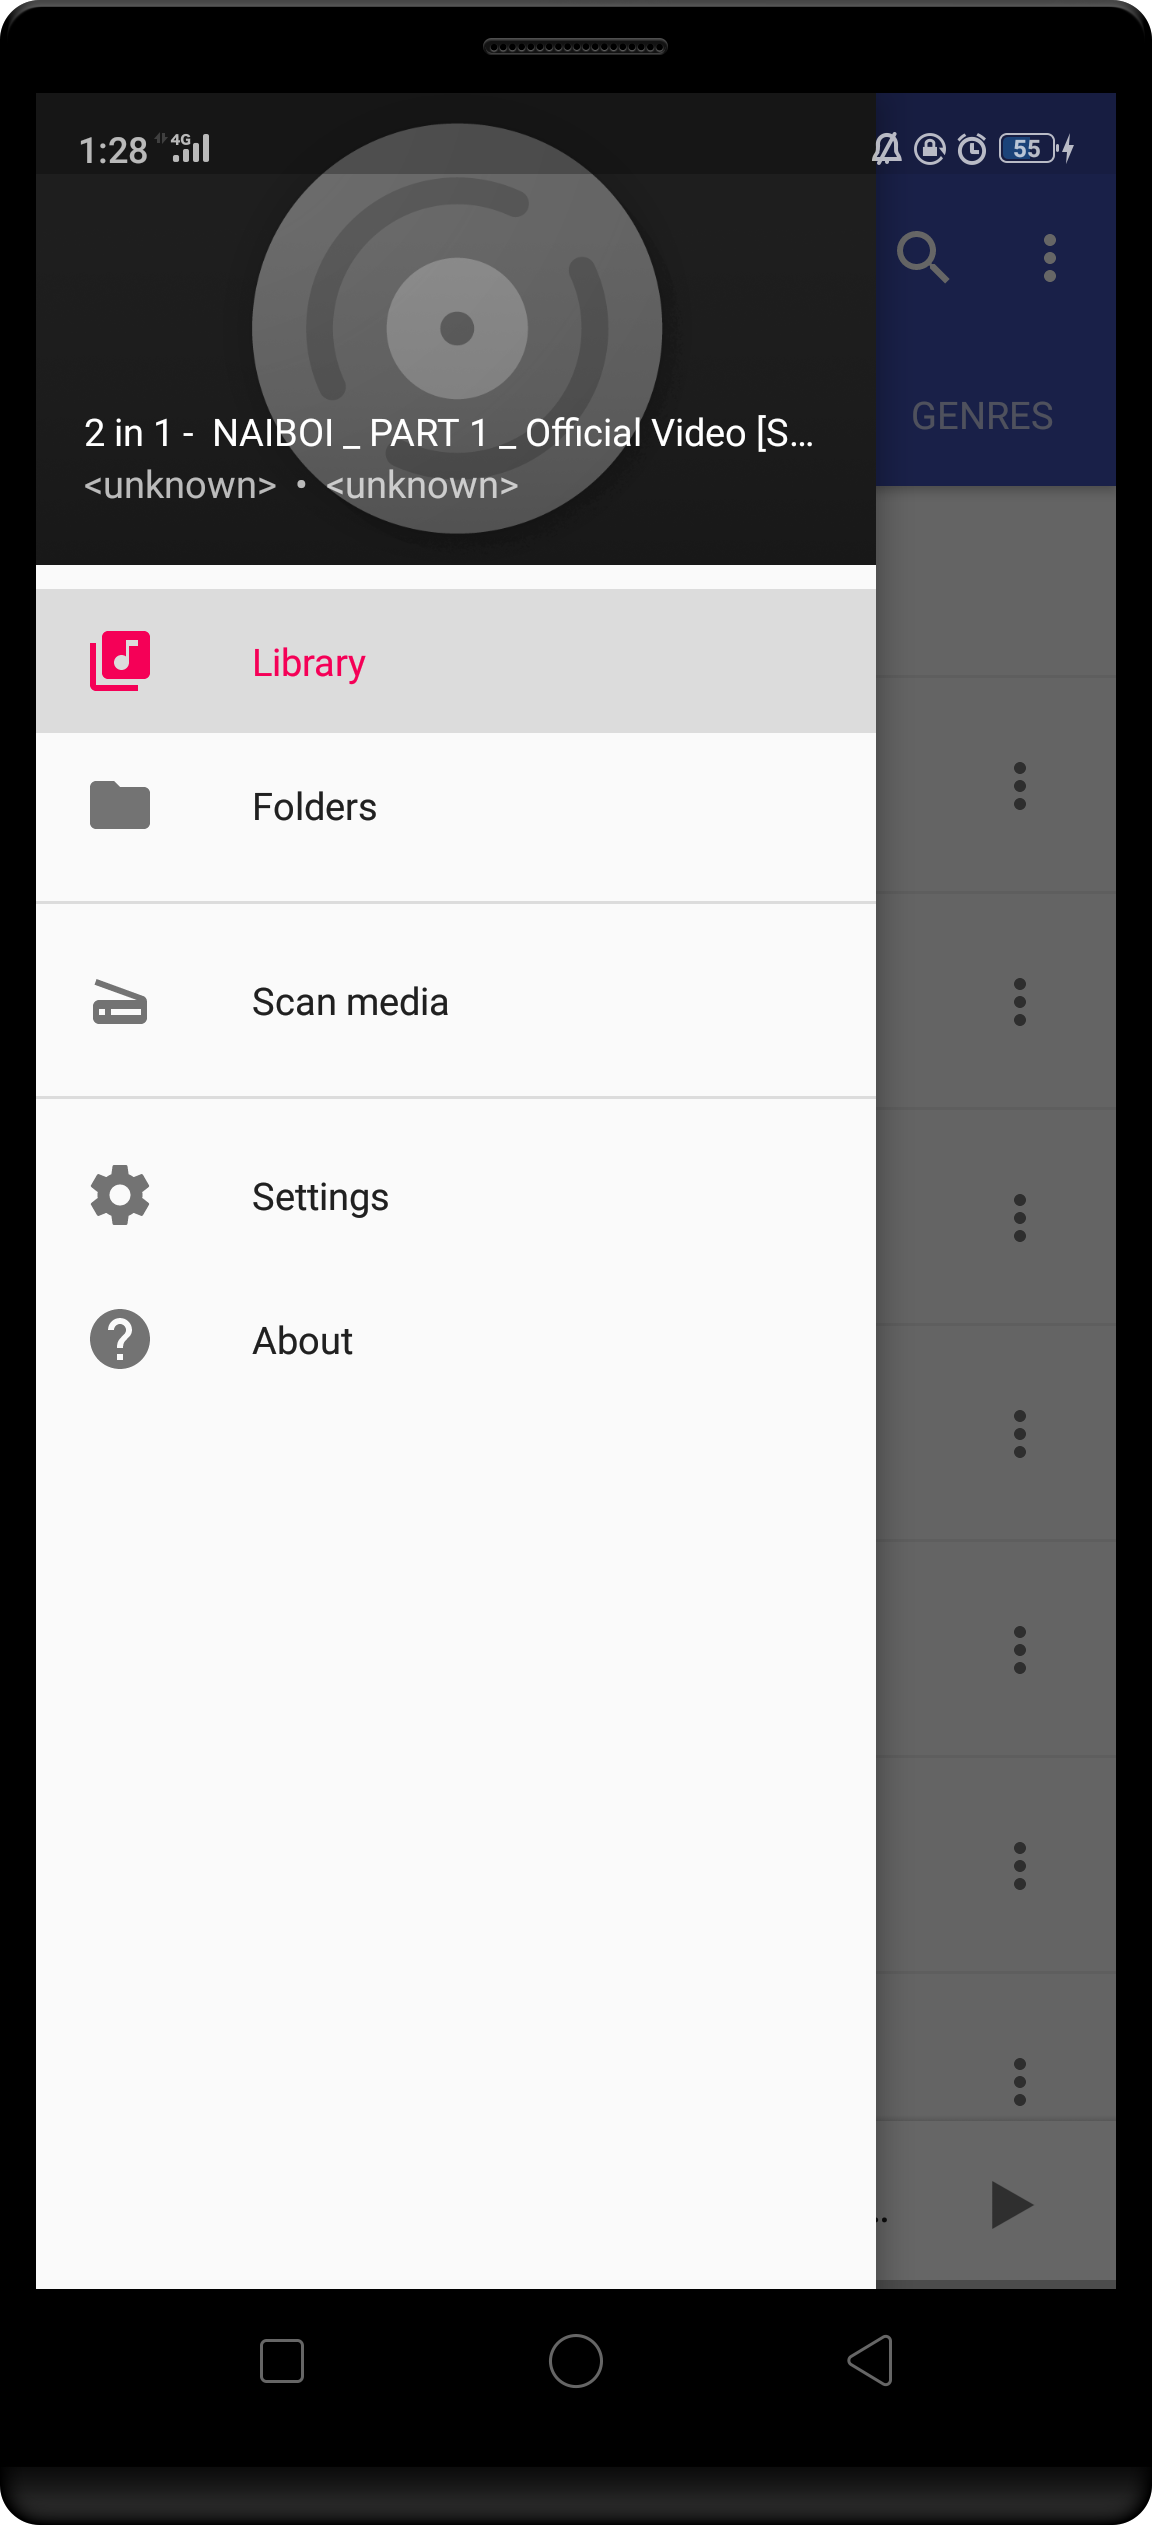 1:28 4G 55
GENRES
2 in 1 -  NAIBOI _ PART 1 _ Official Video [S...
<unknown> • <unknown>
Library
Folders
Scan media
Settings
About
..